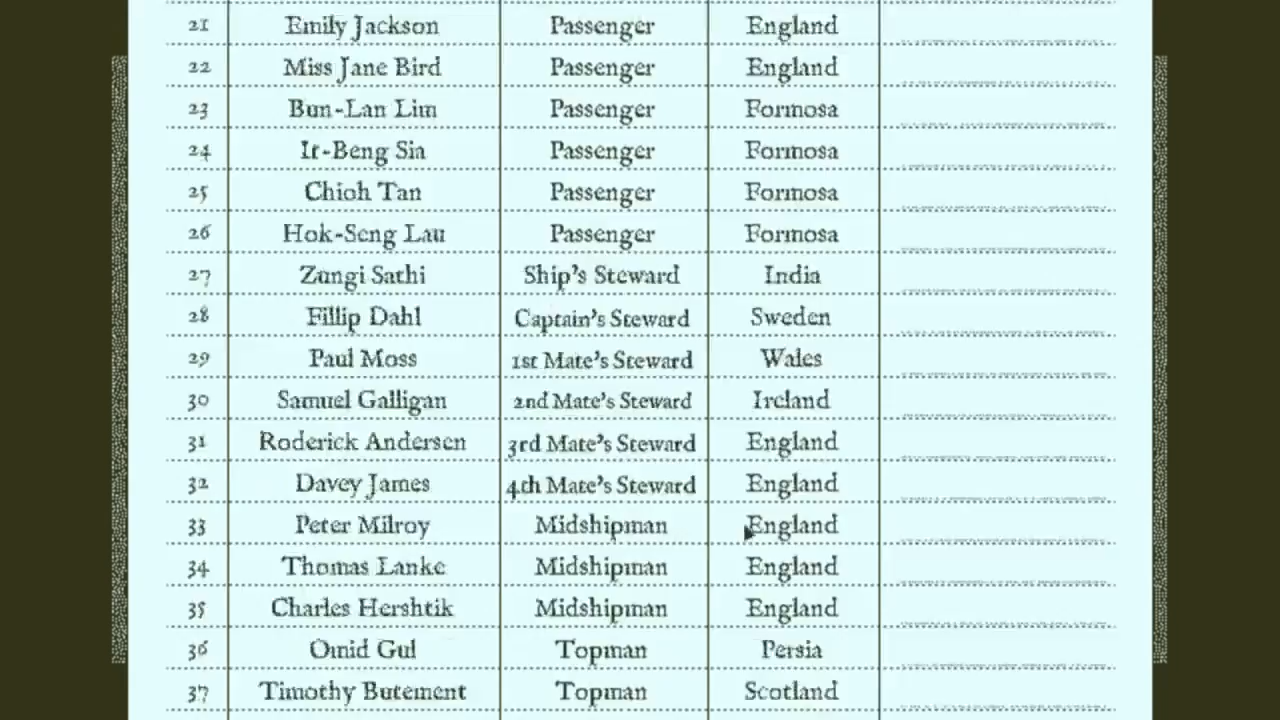 21 Emily Jackson Passenger England
22 Miss Jane Bird Passenger England
23 Bun-Lan Lim Passenger Formosa
24 It-Beng Sia Passenger Formosa
25 Chioh Tan Passenger Formosa
26 Hok-Seng Lau Passenger Formosa
27 Zungi Sathi Ship's Steward India
28 Fillip Dahl Captain's Steward Sweden
29 Paul Moss 1st Mate's Steward Wales
30 Samuel Galligan 2nd Mate's Steward Ireland
31 Roderick Andersen 3rd Mate's Steward England
32 Davey James 4th Mate's Steward England
33 Peter Milroy Midshipman England
34 Thomas Lanke Midshipman England
35 Charles Hershtik Midshipman England
36 Omid Gul Topman Persia
37 Timothy Butement Topman Scotland